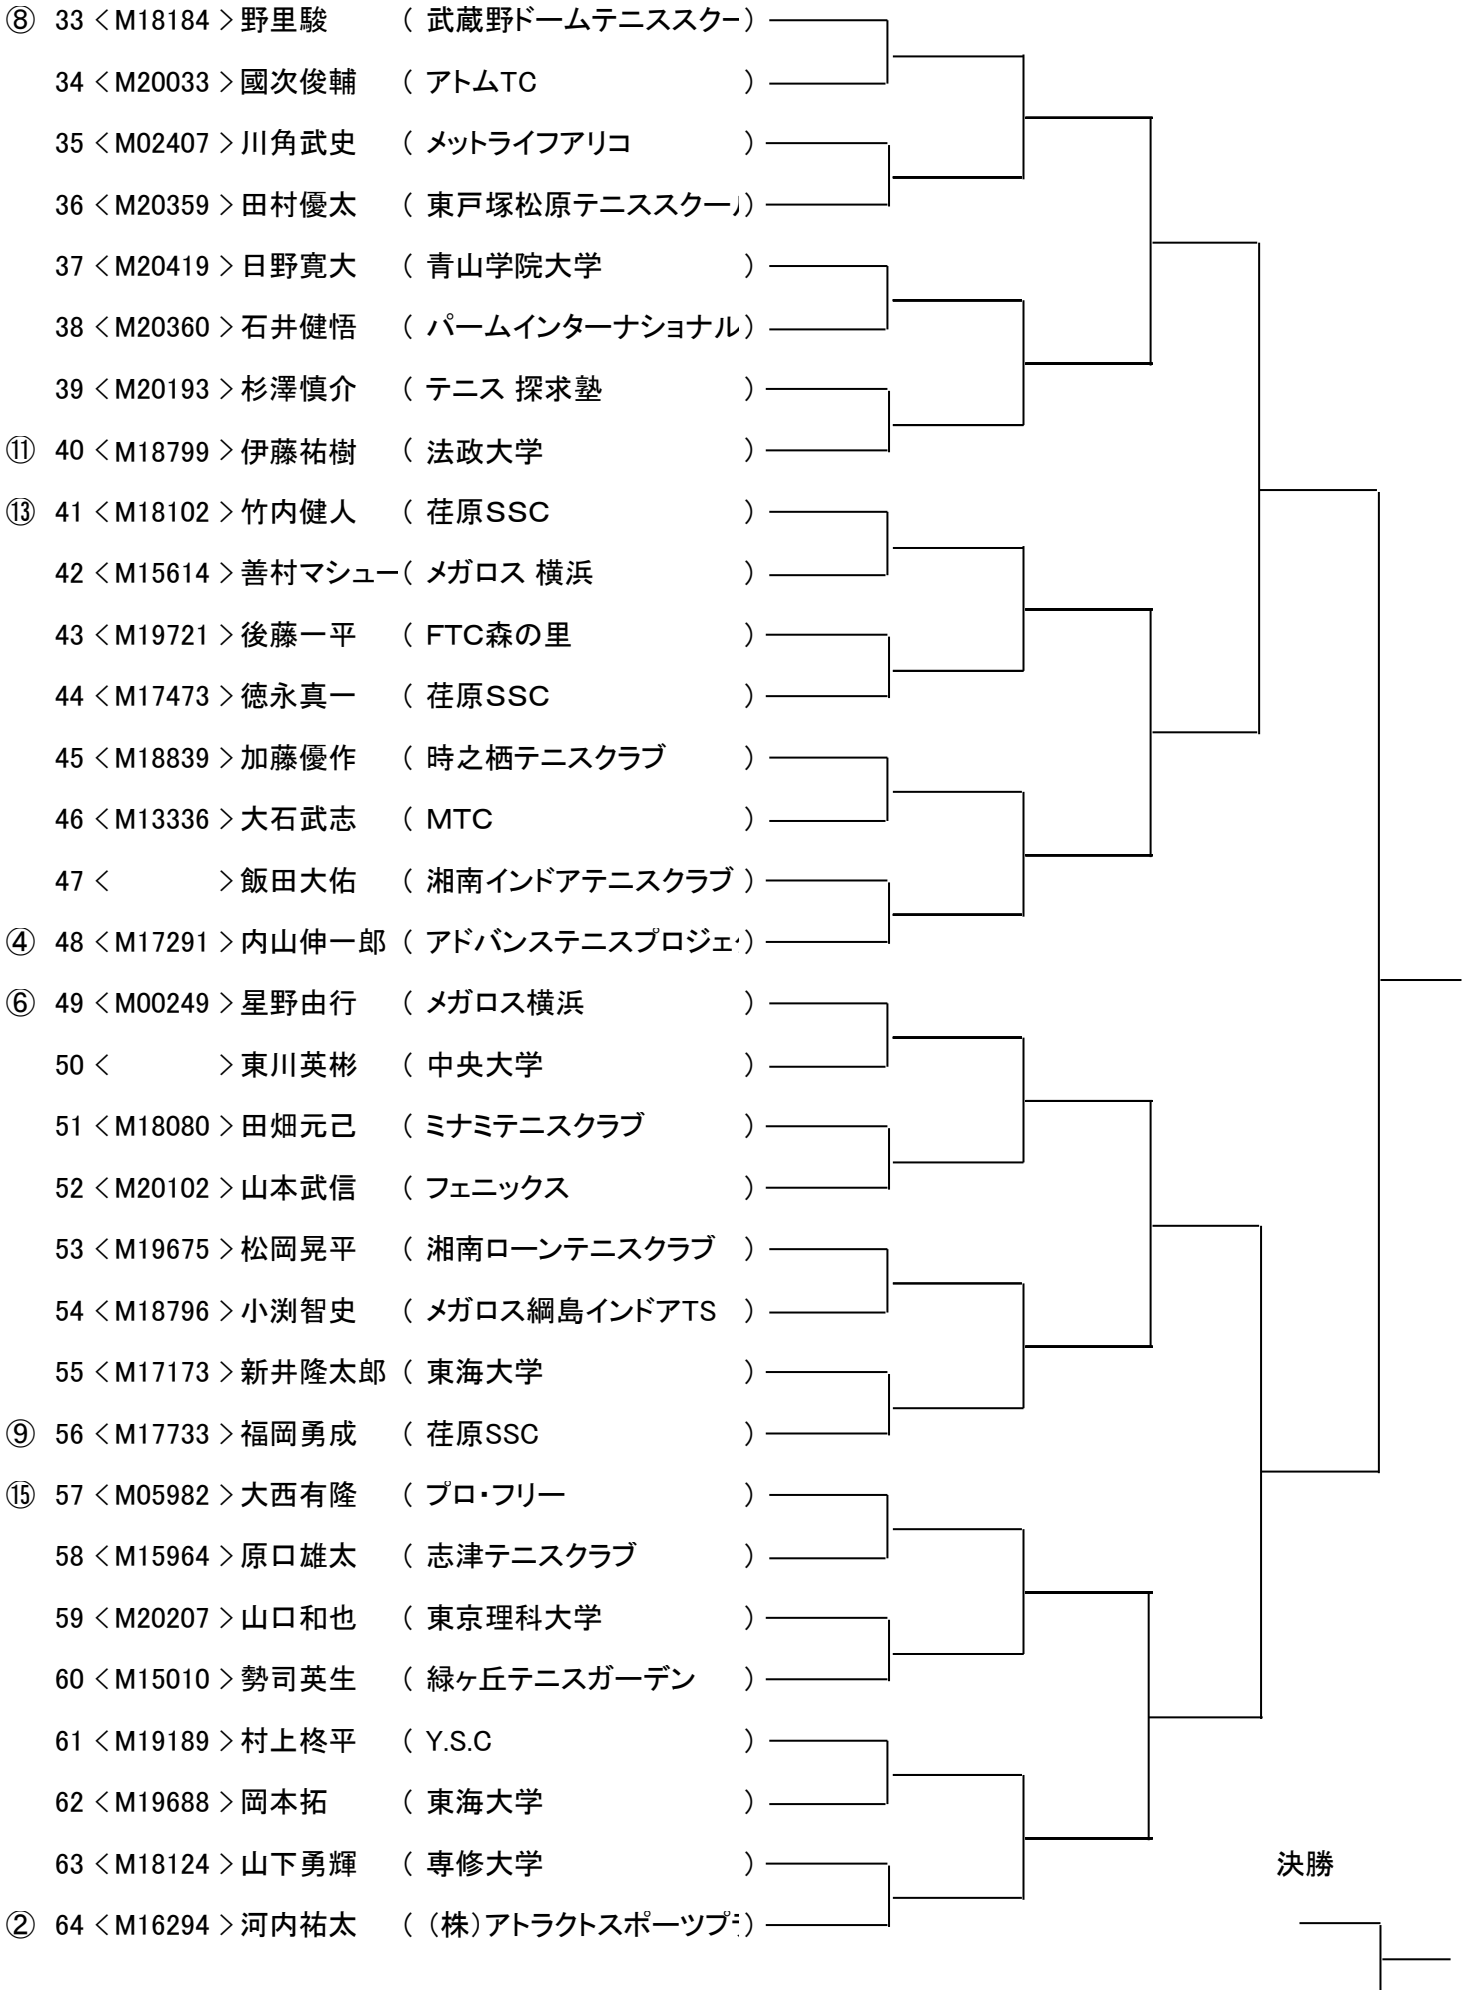 ⑧ 33 <M18184 > 野里駿 ( 武蔵野ドームテニススクー)
34 <M20033 > 國次俊輔 ( アトムTC )
35 <M02407 > 川角武史 ( メットライフアリコ )
36 <M20359 > 田村優太 ( 東戸塚松原テニススクー)
37 <M20419 > 日野寛大 ( 青山学院大学 )
38 <M20360 > 石井健悟 ( パームインターナショナル)
39 <M20193 > 杉澤慎介 ( テニス 探求塾 )
⑪ 40 <M18799 > 伊藤祐樹 ( 法政大学 )
⑬ 41 <M18102 > 竹内健人 ( 荏原SSC )
42 <M15614 > 善村マシュー( メガロス 横浜 )
43 <M19721 > 後藤一平 ( FTC森の里 )
44 <M17473 > 徳永真一 ( 荏原SSC )
45 <M18839 > 加藤優作 ( 時之栖テニスクラブ )
46 <M13336 > 大石武志 ( MTC )
47 < > 飯田大佑 ( 湘南インドアテニスクラブ )
④ 48 <M17291 > 内山伸一郎 ( アドバンステニスプロジェ)
⑥ 49 <M00249 > 星野由行 ( メガロス横浜 )
50 < > 東川英彬 ( 中央大学 )
51 <M18080 > 田畑元己 ( ミナミテニスクラブ )
52 <M20102 > 山本武信 ( フェニックス )
53 <M19675 > 松岡晃平 ( 湘南ローンテニスクラブ )
54 <M18796 > 小渕智史 ( メガロス綱島インドアTS )
55 <M17173 > 新井隆太郎 ( 東海大学 )
⑨ 56 <M17733 > 福岡勇成 ( 荏原SSC )
⑮ 57 <M05982 > 大西有隆 ( プロ・フリー )
58 <M15964 > 原口雄太 ( 志津テニスクラブ )
59 <M20207 > 山口和也 ( 東京理科大学 )
60 <M15010 > 勢司英生 ( 緑ヶ丘テニスガーデン )
61 <M19189 > 村上柊平 ( Y.S.C )
62 <M19688 > 岡本拓 ( 東海大学 )
63 <M18124 > 山下勇輝 ( 専修大学 )
決勝
② 64 <M16294 > 河内祐太 ( (株)アトラクトスポーツプ)